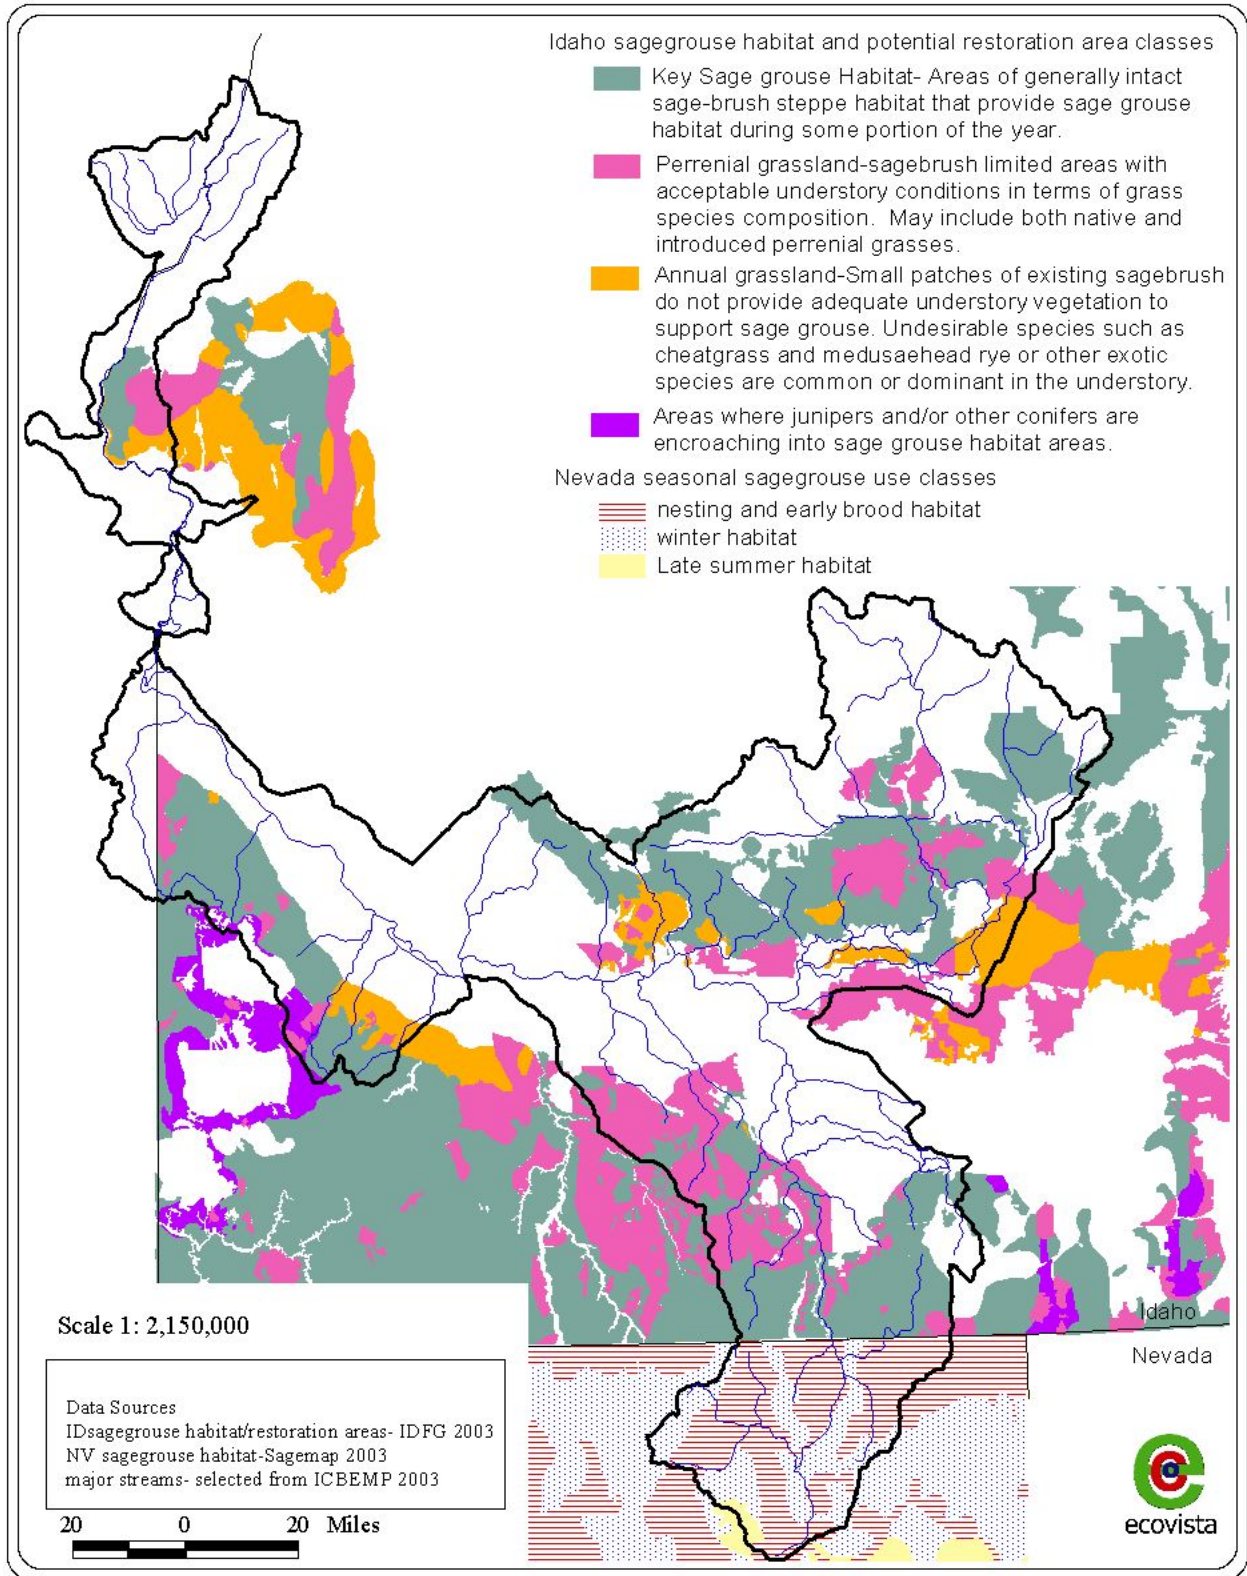 Idaho sagegrouse habitat and potential restoration area classes
Key Sage grouse Habitat- Areas of generally intact
sage-brush steppe habitat that provide sage grouse
habitat during some portion of the year.
Perrenial grassland-sagebrush limited areas with
acceptable understory conditions in terms of grass
species composition. May include both native and
introduced perrenial grasses.
Annual grassland-Small patches of existing sagebrush
do not provide adequate understory vegetation to
support sage grouse. Undesirable species such as
cheatgrass and medusaehead rye or other exotic
species are common or dominant in the understory.
Areas where junipers and/or other conifers are
encroaching into sage grouse habitat areas.
Nevada seasonal sagegrouse use classes
nesting and early brood habitat
winter habitat
Late summer habitat
Idaho
Nevada
Scale 1: 2,150,000
Data Sources
IDsagegrouse habitat/restoration areas- IDFG 2003
NV sagegrouse habitat-Sagemap 2003
major streams- selected from ICBEMP 2003
20 0 20 Miles
ecovista